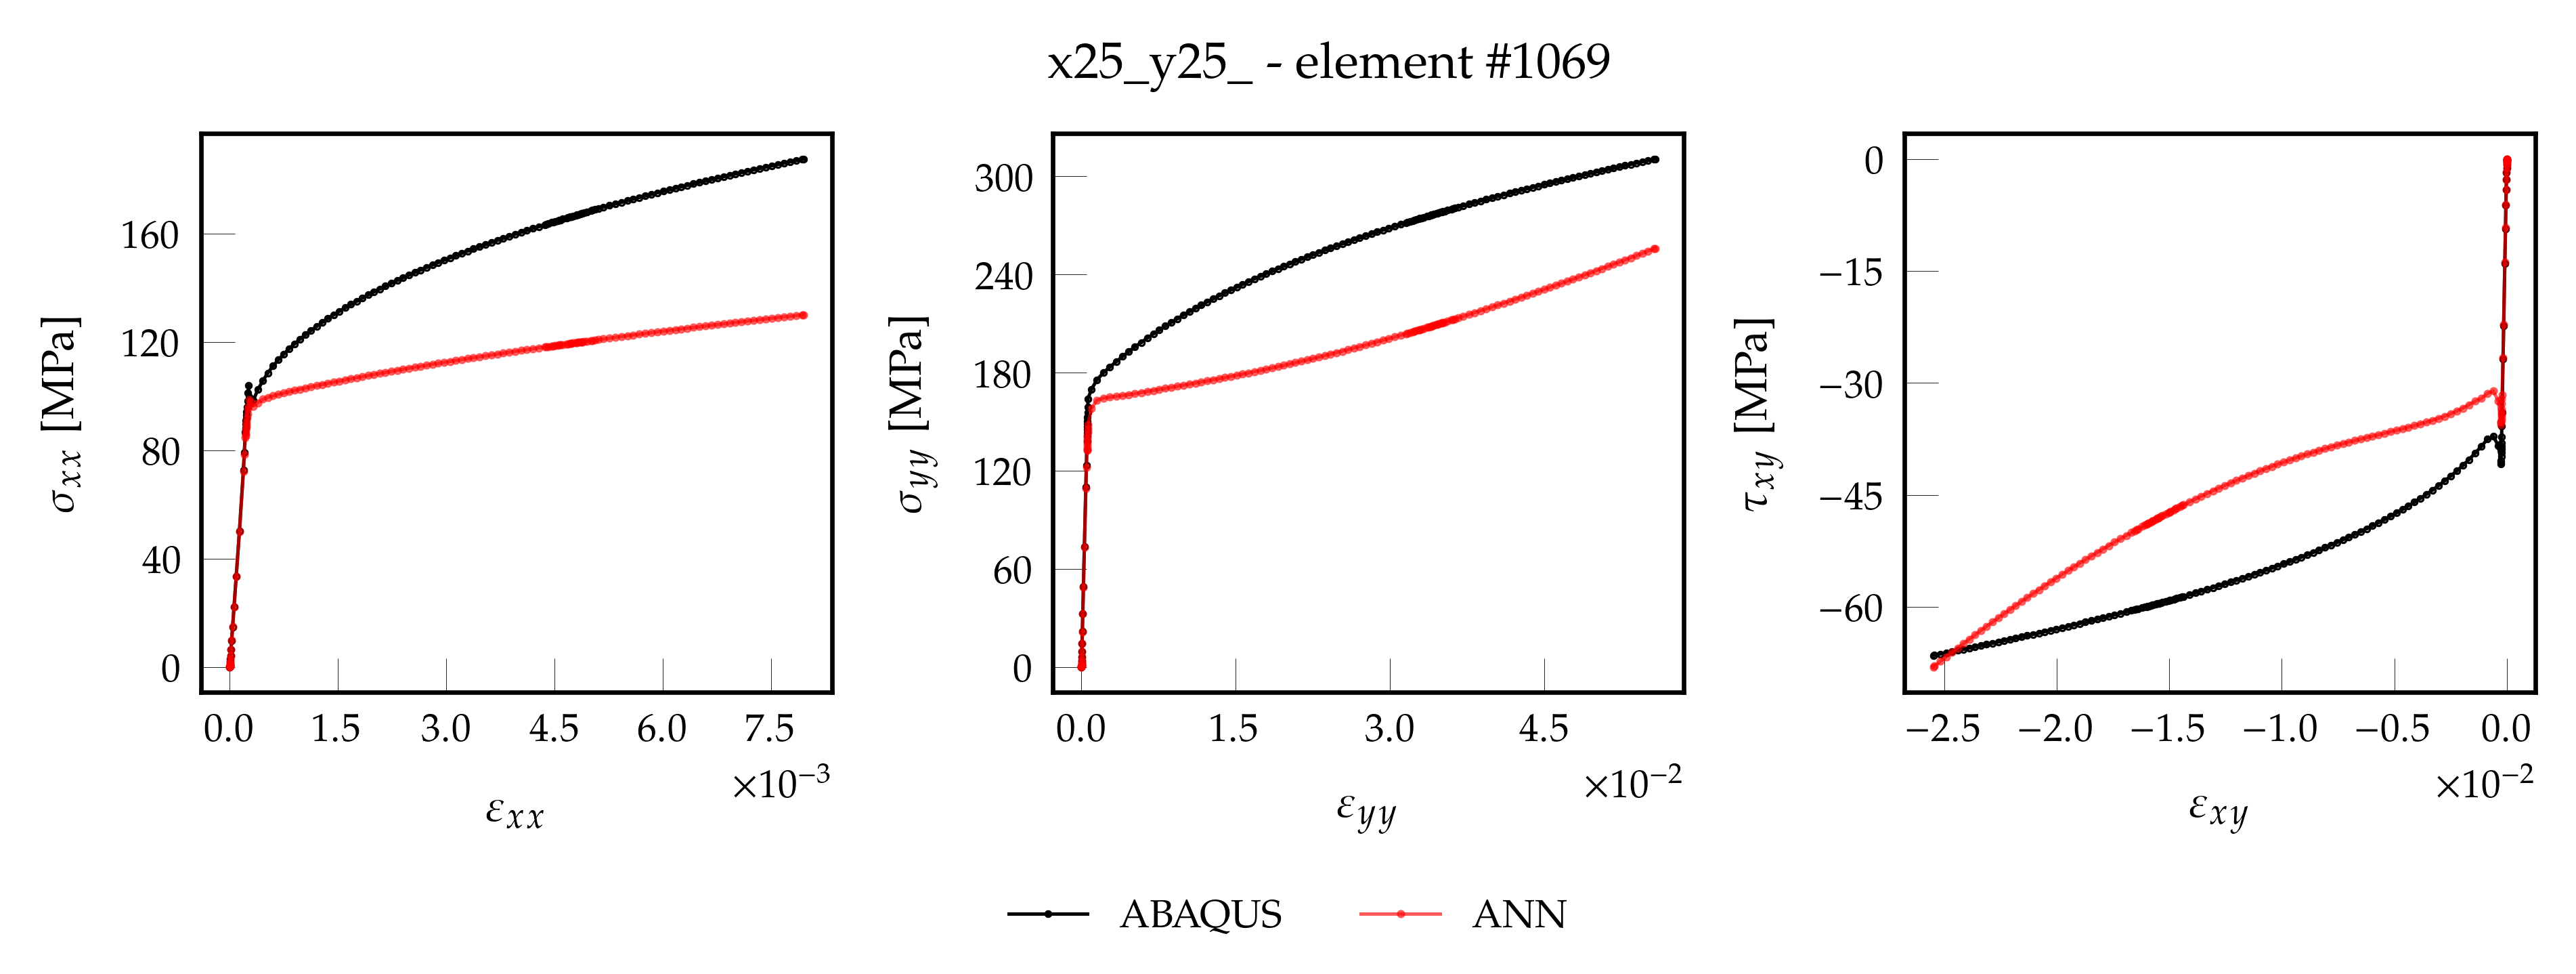 x25_y25_ - element #1069
σxx [MPa]
160
120
80
40
0
0.0 1.5 3.0 4.5 6.0 7.5
×10−3
εxx
σyy [MPa]
300
240
180
120
60
0
0.0 1.5 3.0 4.5
×10−2
εyy
τxy [MPa]
0
−15
−30
−45
−60
−2.5 −2.0 −1.5 −1.0 −0.5 0.0
×10−2
εxy
ABAQUS ANN